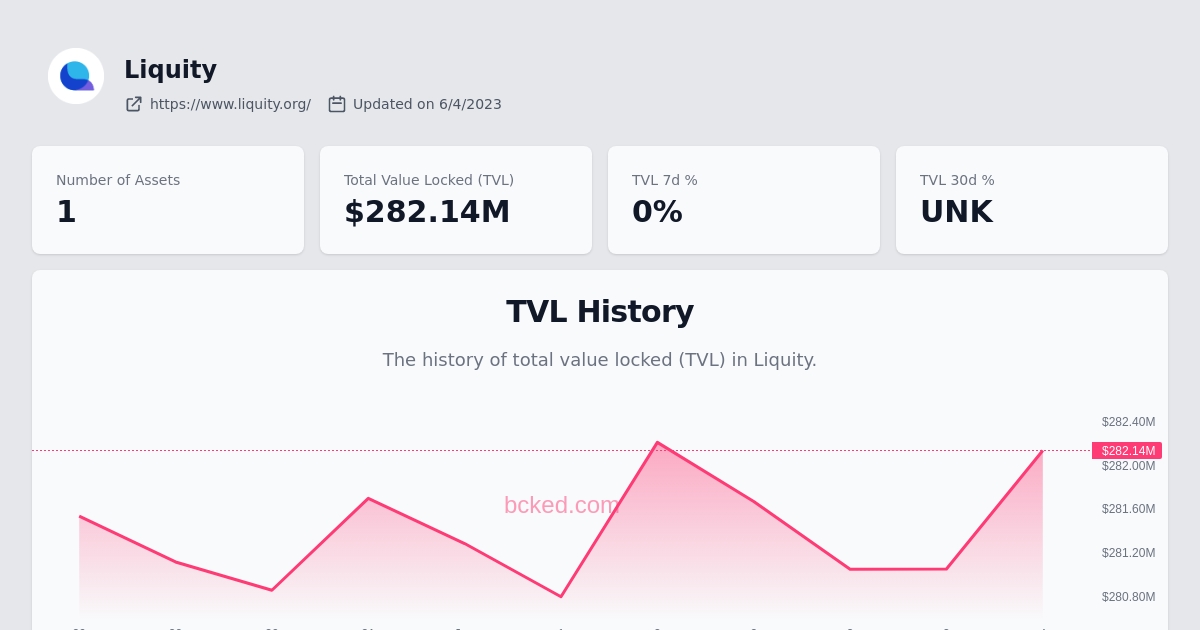 Liquity
https://www.liquity.org/ Updated on 6/4/2023
Number of Assets
1
Total Value Locked (TVL)
$282.14M
TVL 7d %
0%
TVL 30d %
UNK
TVL History
The history of total value locked (TVL) in Liquity.
$282.40M
$282.14M
$282.00M
bcked.com
$281.60M
$281.20M
$280.80M